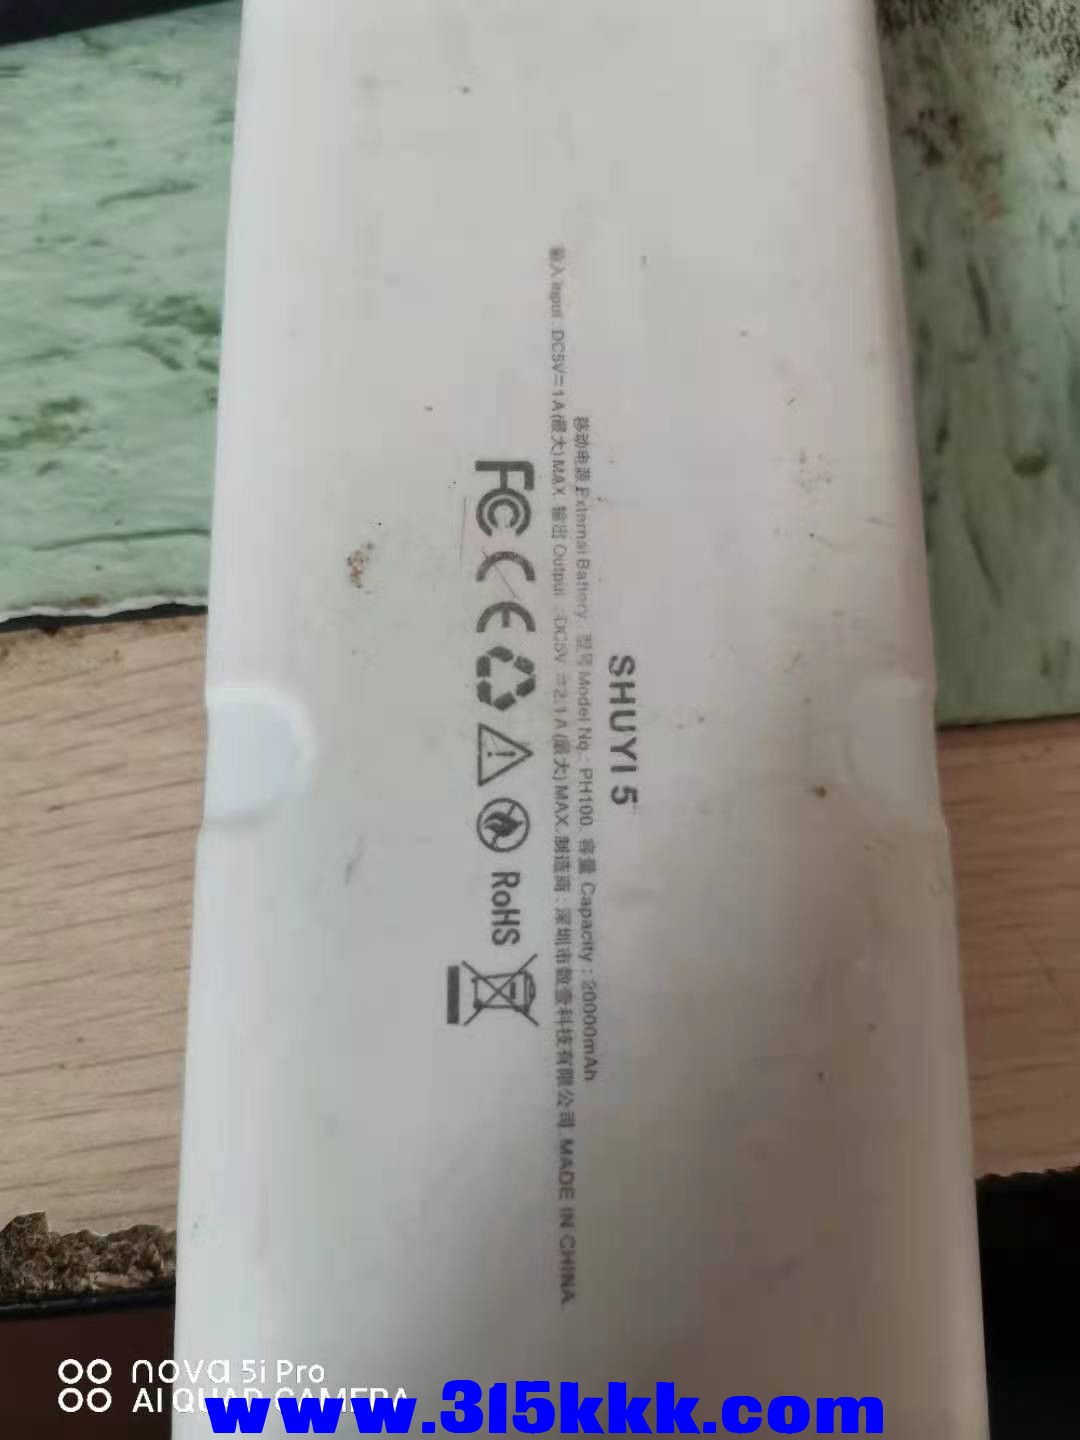 SHUYI 5
移动电源 External Battery. 型号 Model No.: PH100. 容量 Capacity : 20000mAh
输入 Input : DC5V=1A(最大) MAX 输出 Output : DC5V =2.1A (最大) MAX. 制造商 : 深圳市数壹科技有限公司. MADE IN CHINA.
FC CE RoHS
nova 5i Pro
AI QUAD CAMERA
www.315kkk.com